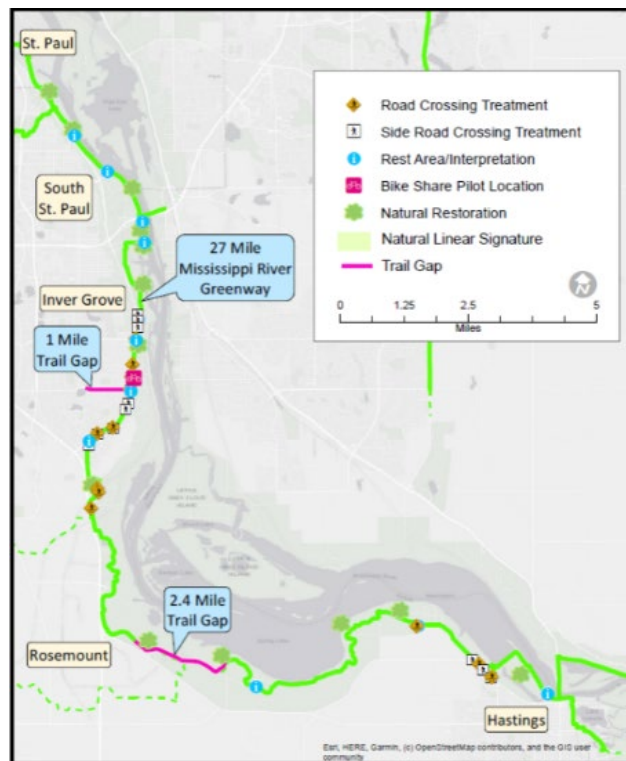 St. Paul
South
St. Paul
27 Mile
Mississippi River
Greenway
Inver Grove
1 Mile
Trail Gap
2.4 Mile
Trail Gap
Rosemount
Hastings
Road Crossing Treatment
Side Road Crossing Treatment
Rest Area/Interpretation
Bike Share Pilot Location
Natural Restoration
Natural Linear Signature
Trail Gap
N
0 1.25 2.5 5
Miles
Esri, HERE, Garmin, (c) OpenStreetMap contributors, and the GIS user
community